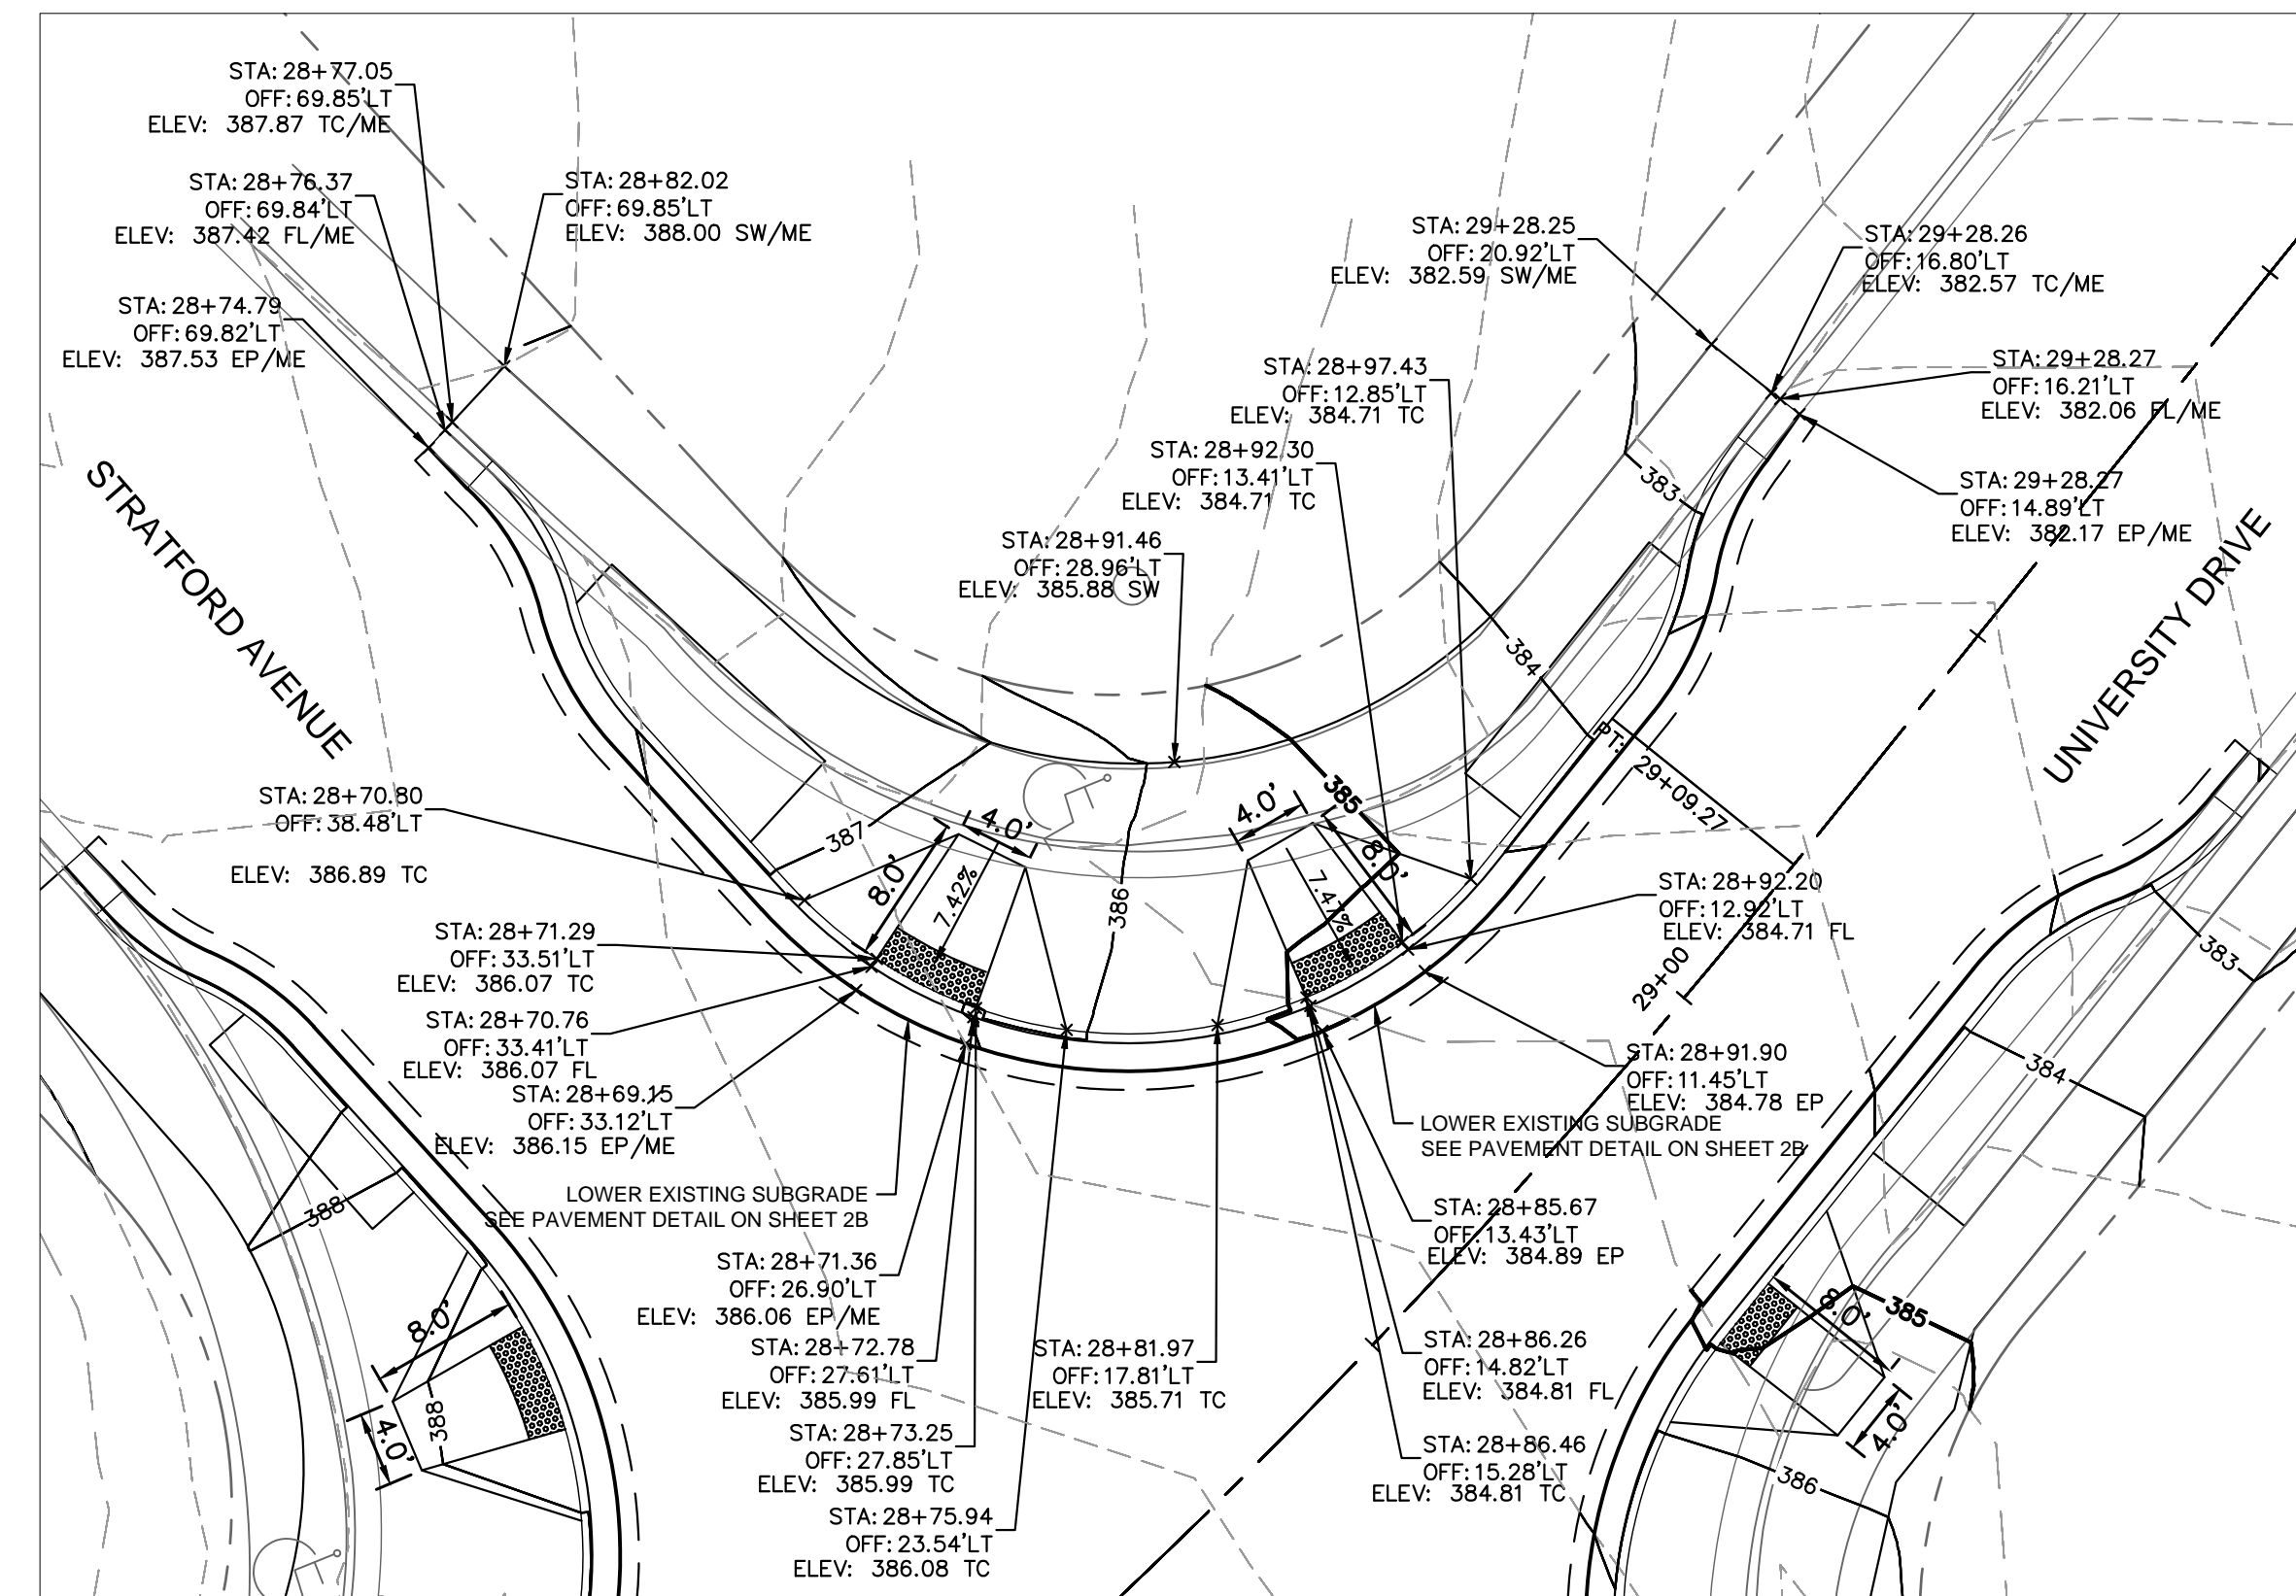 STA: 28+77.05
OFF: 69.85'LT
ELEV: 387.87 TC/ME
STA: 28+76.37
OFF: 69.84'LT
ELEV: 387.42 FL/ME
STA: 28+82.02
OFF: 69.85'LT
ELEV: 388.00 SW/ME
STA: 28+74.79
OFF: 69.82'LT
ELEV: 387.53 EP/ME
STA: 29+28.25
OFF: 20.92'LT
ELEV: 382.59 SW/ME
STA: 29+28.26
OFF: 16.80'LT
ELEV: 382.57 TC/ME
STA: 28+97.43
OFF: 12.85'LT
ELEV: 384.71 TC
STA: 29+28.27
OFF: 16.21'LT
ELEV: 382.06 FL/ME
STA: 28+92.30
OFF: 13.41'LT
ELEV: 384.71 TC
STA: 29+28.27
OFF: 14.89'LT
ELEV: 382.17 EP/ME
STA: 28+91.46
OFF: 28.96'LT
ELEV: 385.88 SW
STRATFORD AVENUE
UNIVERSITY DRIVE
383
384
PT: 29+09.27
STA: 28+70.80
OFF: 38.48'LT
ELEV: 386.89 TC
387
4.0'
8.0'
7.42%
386
4.0'
385
8.0'
7.47%
STA: 28+92.20
OFF: 12.92'LT
ELEV: 384.71 FL
29+00
383
STA: 28+71.29
OFF: 33.51'LT
ELEV: 386.07 TC
STA: 28+70.76
OFF: 33.41'LT
ELEV: 386.07 FL
STA: 28+69.15
OFF: 33.12'LT
ELEV: 386.15 EP/ME
STA: 28+91.90
OFF: 11.45'LT
ELEV: 384.78 EP
384
LOWER EXISTING SUBGRADE
SEE PAVEMENT DETAIL ON SHEET 2B
388
LOWER EXISTING SUBGRADE
SEE PAVEMENT DETAIL ON SHEET 2B
STA: 28+85.67
OFF: 13.43'LT
ELEV: 384.89 EP
STA: 28+71.36
OFF: 26.90'LT
ELEV: 386.06 EP/ME
STA: 28+72.78
OFF: 27.61'LT
ELEV: 385.99 FL
STA: 28+81.97
OFF: 17.81'LT
ELEV: 385.71 TC
STA: 28+86.26
OFF: 14.82'LT
ELEV: 384.81 FL
8.0'
385
4.0'
8.0'
4.0'
388
STA: 28+73.25
OFF: 27.85'LT
ELEV: 385.99 TC
STA: 28+86.46
OFF: 15.28'LT
ELEV: 384.81 TC
386
STA: 28+75.94
OFF: 23.54'LT
ELEV: 386.08 TC